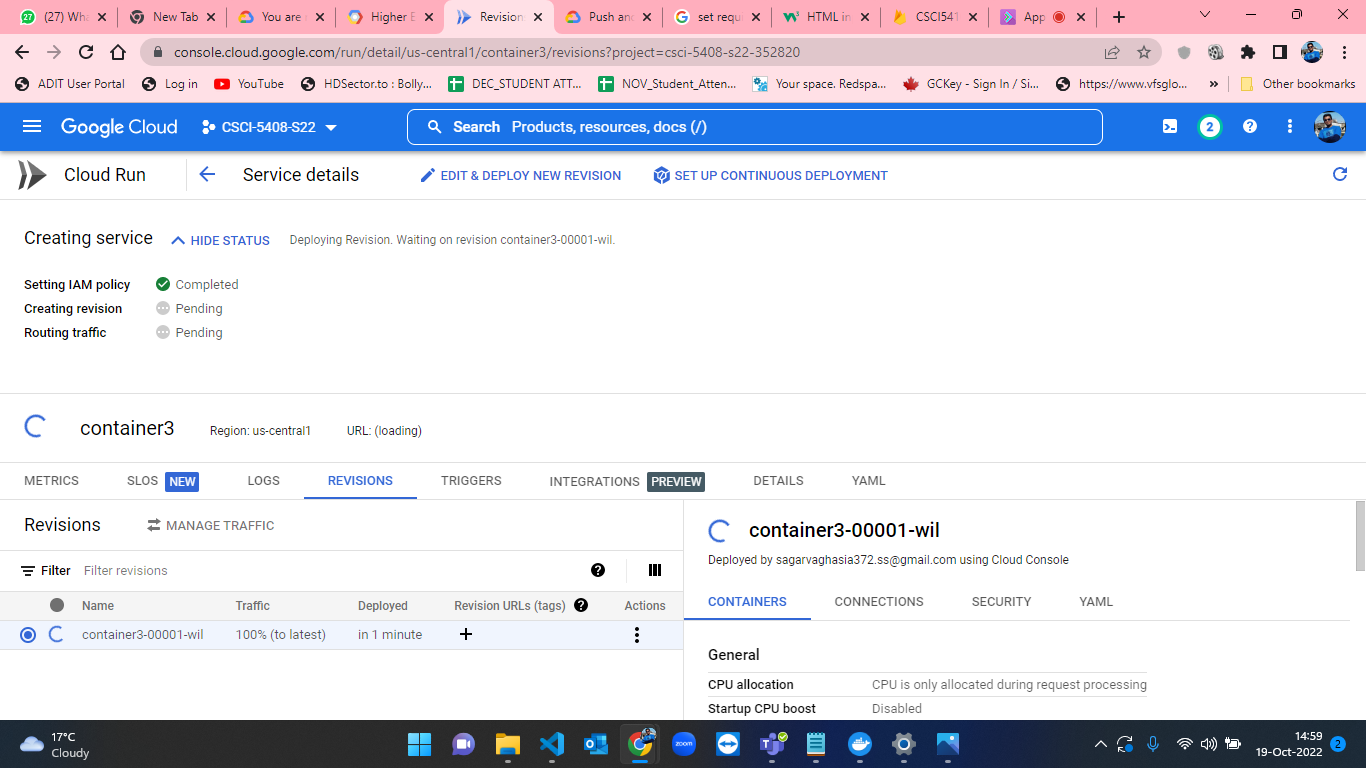 27
(27) Wha
New Tab
You are
Higher E
Revision
Push an
set requ
HTML in
CSCI541
App
console.cloud.google.com/run/detail/us-central1/container3/revisions?project=csci-5408-s22-352820
ADIT User Portal
Log in
YouTube
HDSector.to : Bolly...
DEC_STUDENT ATT...
NOV_Student_Atten...
Your space. Redspa...
GCKey - Sign In / Si...
https://www.vfsglo...
»
Other bookmarks
Google Cloud
CSCI-5408-S22
Search Products, resources, docs (/)
2
Cloud Run
Service details
EDIT & DEPLOY NEW REVISION
SET UP CONTINUOUS DEPLOYMENT
Creating service
HIDE STATUS
Deploying Revision. Waiting on revision container3-00001-wil.
Setting IAM policy Completed
Creating revision Pending
Routing traffic Pending
container3
Region: us-central1
URL: (loading)
METRICS
SLOS NEW
LOGS
REVISIONS
TRIGGERS
INTEGRATIONS PREVIEW
DETAILS
YAML
Revisions
MANAGE TRAFFIC
Filter Filter revisions
Name Traffic Deployed Revision URLs (tags) Actions
container3-00001-wil 100% (to latest) in 1 minute
container3-00001-wil
Deployed by sagarvaghasia372.ss@gmail.com using Cloud Console
CONTAINERS
CONNECTIONS
SECURITY
YAML
General
CPU allocation CPU is only allocated during request processing
Startup CPU boost Disabled
17°C
Cloudy
zoom
14:59
19-Oct-2022
2